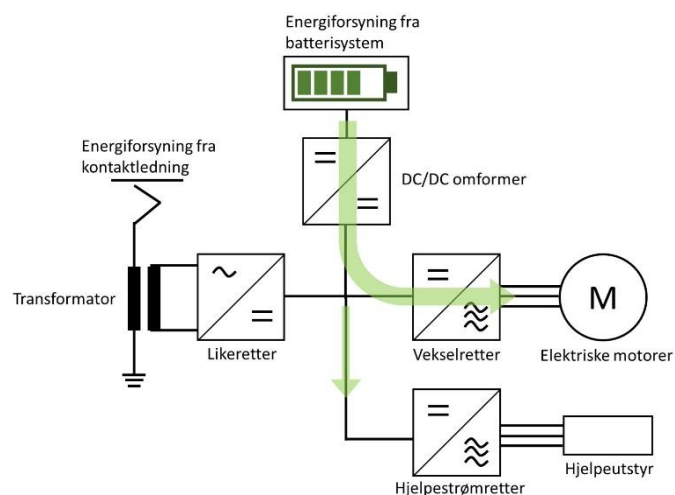 Energiforsyning fra
batterisystem
Energiforsyning fra
kontaktledning
DC/DC omformer
Transformator
M
Likeretter
Vekselretter
Elektriske motorer
Hjelpestrømretter
Hjelpeutstyr